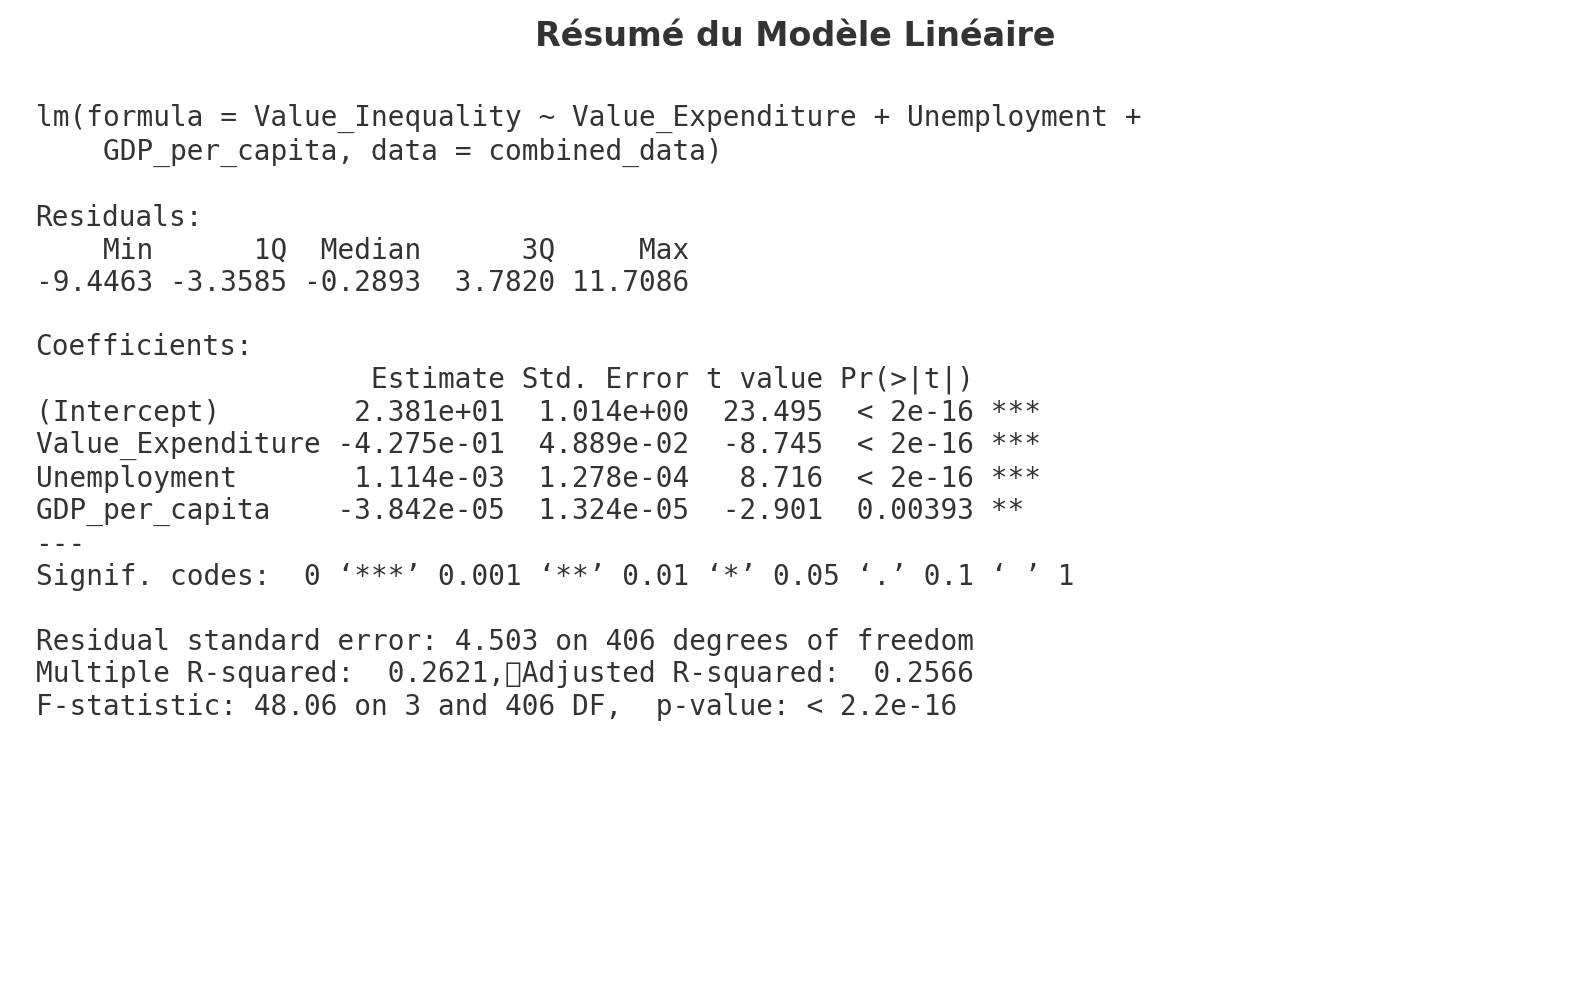 Résumé du Modèle Linéaire
lm(formula = Value_Inequality ~ Value_Expenditure + Unemployment +
    GDP_per_capita, data = combined_data)
Residuals:
    Min      1Q  Median      3Q     Max
-9.4463 -3.3585 -0.2893  3.7820 11.7086
Coefficients:
                    Estimate Std. Error t value Pr(>|t|)
(Intercept)        2.381e+01  1.014e+00  23.495  < 2e-16 ***
Value_Expenditure -4.275e-01  4.889e-02  -8.745  < 2e-16 ***
Unemployment       1.114e-03  1.278e-04   8.716  < 2e-16 ***
GDP_per_capita    -3.842e-05  1.324e-05  -2.901  0.00393 **
---
Signif. codes:  0 ‘***’ 0.001 ‘**’ 0.01 ‘*’ 0.05 ‘.’ 0.1 ‘ ’ 1
Residual standard error: 4.503 on 406 degrees of freedom
Multiple R-squared:  0.2621,▯Adjusted R-squared:  0.2566
F-statistic: 48.06 on 3 and 406 DF,  p-value: < 2.2e-16